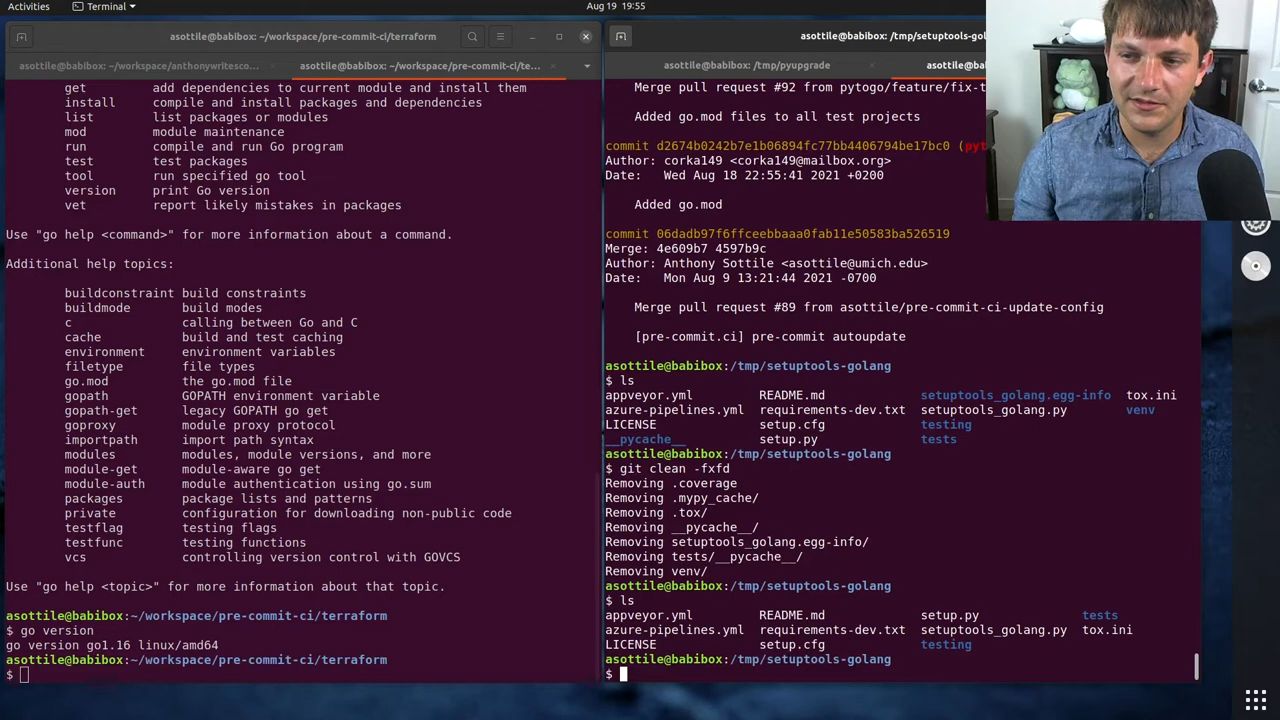 Activities
Terminal
Aug 19 19:55
asottile@babibox: ~/workspace/pre-commit-ci/terraform
asottile@babibox: ~/workspace/anthonywritesco...
asottile@babibox: ~/workspace/pre-commit-ci/te...
get add dependencies to current module and install them
install compile and install packages and dependencies
list list packages or modules
mod module maintenance
run compile and run Go program
test test packages
tool run specified go tool
version print Go version
vet report likely mistakes in packages
Use "go help <command>" for more information about a command.
Additional help topics:
buildconstraint build constraints
buildmode build modes
c calling between Go and C
cache build and test caching
environment environment variables
filetype file types
go.mod the go.mod file
gopath GOPATH environment variable
gopath-get legacy GOPATH go get
goproxy module proxy protocol
importpath import path syntax
modules modules, module versions, and more
module-get module-aware go get
module-auth module authentication using go.sum
packages package lists and patterns
private configuration for downloading non-public code
testflag testing flags
testfunc testing functions
vcs controlling version control with GOVCS
Use "go help <topic>" for more information about that topic.
asottile@babibox:~/workspace/pre-commit-ci/terraform
$ go version
go version go1.16 linux/amd64
asottile@babibox:~/workspace/pre-commit-ci/terraform
$
asottile@babibox: /tmp/setuptools-gol
asottile@babibox: /tmp/pyupgrade
asottile@
Merge pull request #92 from pytogo/feature/fix-t
Added go.mod files to all test projects
commit d2674b0242b7e1b06894fc77bb4406794be17bc0 (pyt
Author: corka149 <corka149@mailbox.org>
Date: Wed Aug 18 22:55:41 2021 +0200
Added go.mod
commit 06dadb97f6ffceebbaaa0fab11e50583ba526519
Merge: 4e609b7 4597b9c
Author: Anthony Sottile <asottile@umich.edu>
Date: Mon Aug 9 13:21:44 2021 -0700
Merge pull request #89 from asottile/pre-commit-ci-update-config
[pre-commit.ci] pre-commit autoupdate
asottile@babibox:/tmp/setuptools-golang
$ ls
appveyor.yml README.md setuptools_golang.egg-info tox.ini
azure-pipelines.yml requirements-dev.txt setuptools_golang.py venv
LICENSE setup.cfg testing
__pycache__ setup.py tests
asottile@babibox:/tmp/setuptools-golang
$ git clean -fxfd
Removing .coverage
Removing .mypy_cache/
Removing .tox/
Removing __pycache__/
Removing setuptools_golang.egg-info/
Removing tests/__pycache__/
Removing venv/
asottile@babibox:/tmp/setuptools-golang
$ ls
appveyor.yml README.md setup.py tests
azure-pipelines.yml requirements-dev.txt setuptools_golang.py tox.ini
LICENSE setup.cfg testing
asottile@babibox:/tmp/setuptools-golang
$